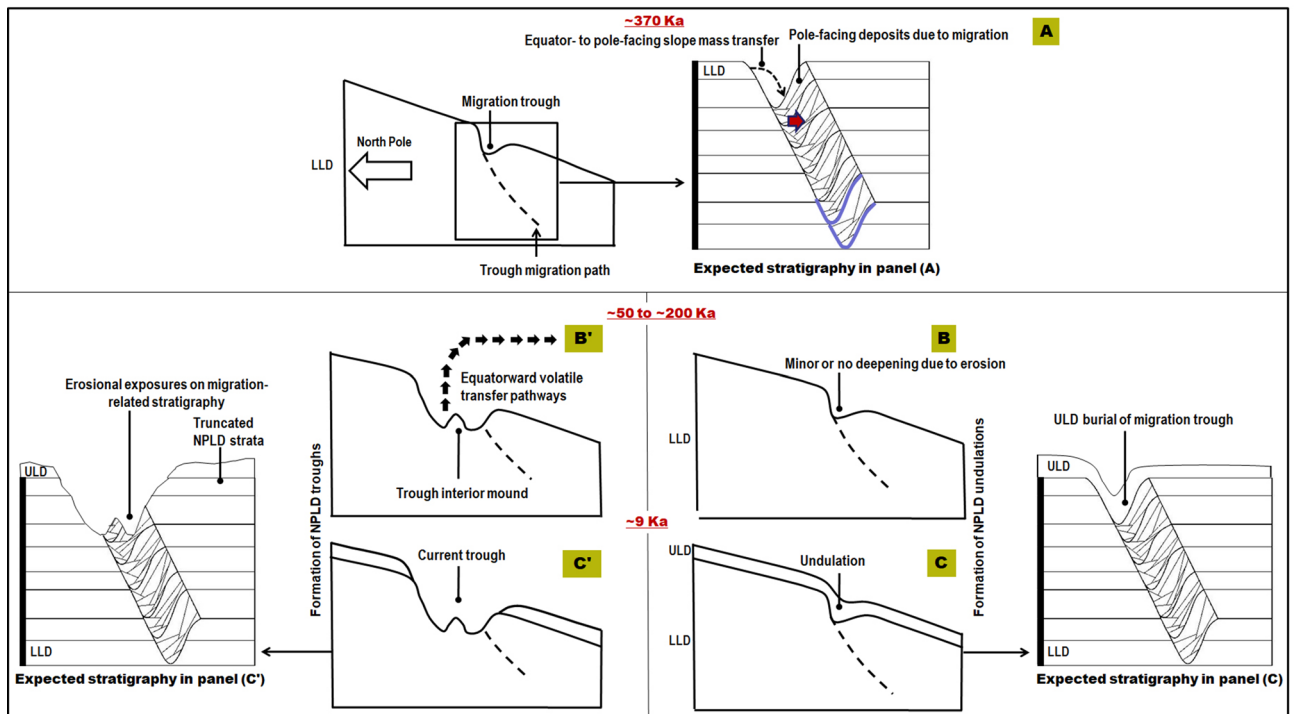 ~370 Ka
A
Equator- to pole-facing slope mass transfer
Pole-facing deposits due to migration
LLD
Migration trough
North Pole
LLD
Trough migration path
Expected stratigraphy in panel (A)
~50 to ~200 Ka
B'
Equatorward volatile
transfer pathways
Trough interior mound
B
Minor or no deepening due to erosion
LLD
Erosional exposures on migration-
related stratigraphy
Truncated
NPLD strata
ULD
LLD
Expected stratigraphy in panel (C')
Formation of NPLD troughs
~9 Ka
Current trough
C'
ULD
LLD
Undulation
C
Formation of NPLD undulations
ULD burial of migration trough
ULD
LLD
Expected stratigraphy in panel (C)